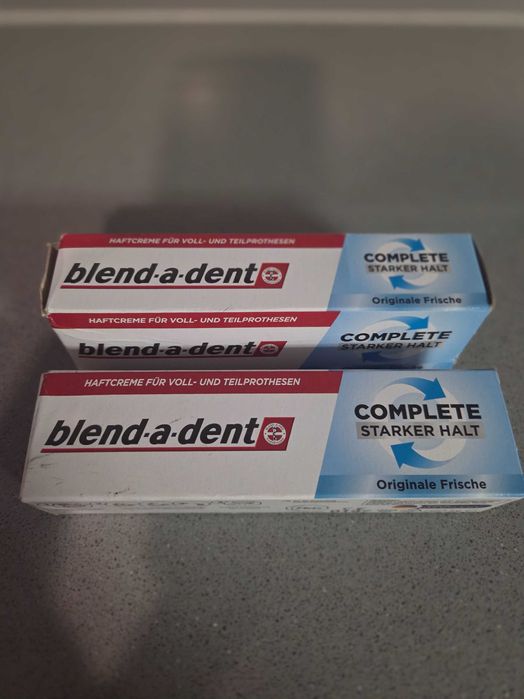 HAFTCREME FÜR VOLL- UND TEILPROTHESEN
blend-a-dent
COMPLETE
STARKER HALT
Originale Frische
HAFTCREME FÜR VOLL- UND TEILPROTHESEN
blend-a-dent
COMPLETE
STARKER HALT
HAFTCREME FÜR VOLL- UND TEILPROTHESEN
blend-a-dent
COMPLETE
STARKER HALT
Originale Frische